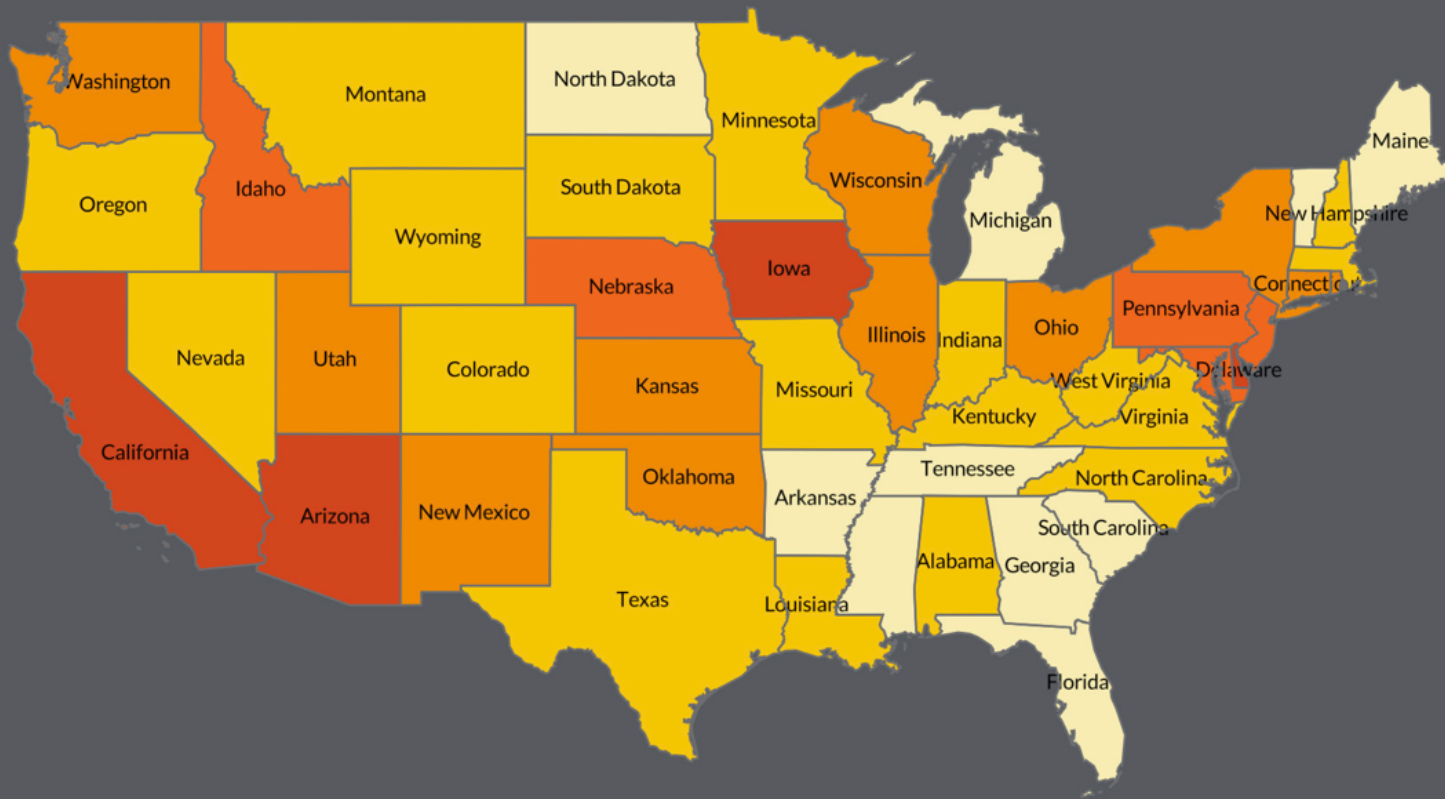 Washington
Montana
North Dakota
Minnesota
Maine
Oregon
Idaho
South Dakota
Wisconsin
Michigan
New Hampshire
Wyoming
Nebraska
Iowa
Connectic
Pennsylvania
Nevada
Utah
Colorado
Kansas
Missouri
Illinois
Indiana
Ohio
West Virginia
Delaware
Kentucky
Virginia
California
Arizona
New Mexico
Oklahoma
Arkansas
Tennessee
North Carolina
South Carolina
Texas
Louisiana
Alabama
Georgia
Florida